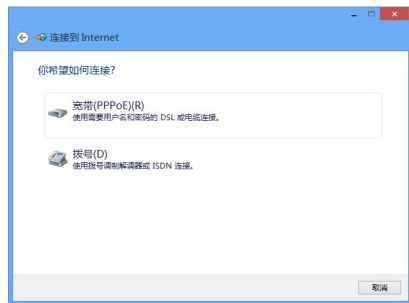 连接到 Internet
你希望如何连接?
宽带(PPPoE)(R)
使用需要用户名和密码的 DSL 或电缆连接。
拨号(D)
使用拨号调制解调器或 ISDN 连接。
取消